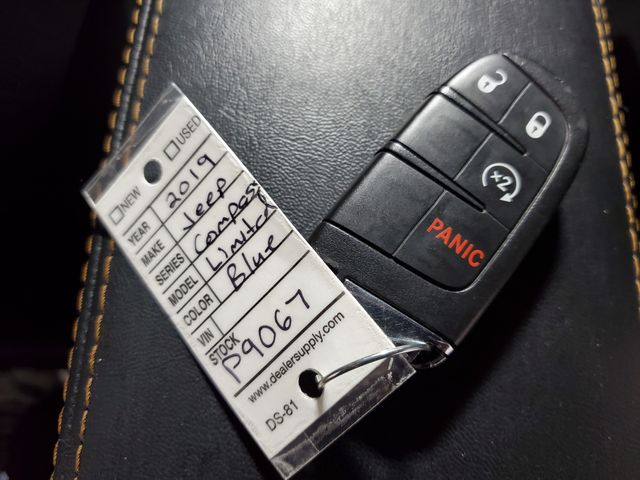 NEW USED
YEAR 2019
MAKE Jeep
SERIES Compass
MODEL Limited
COLOR Blue
VIN
STOCK P9067
www.dealersupply.com
DS-81
x2
PANIC